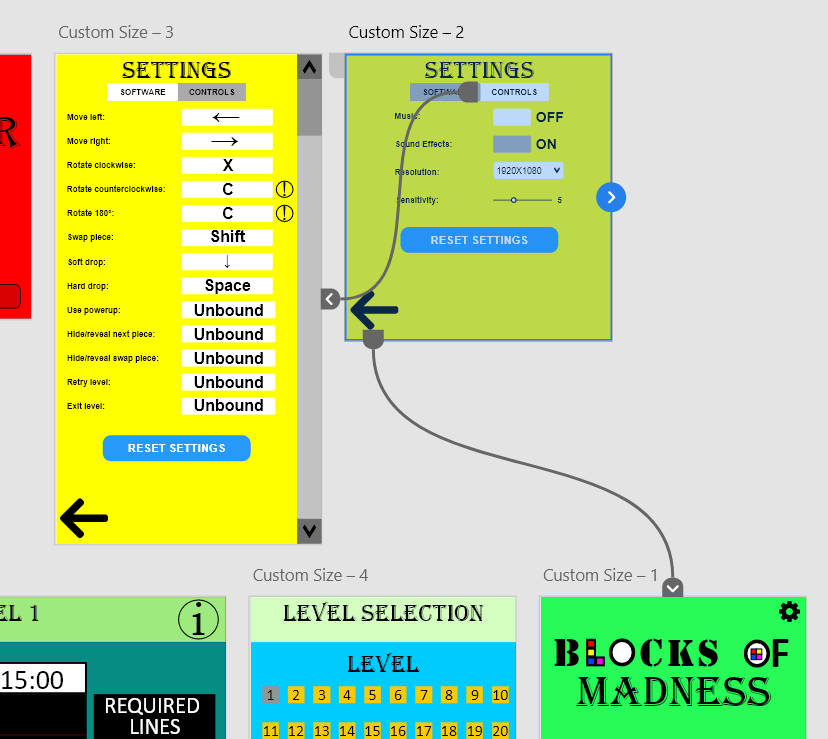 Custom Size – 3
SETTINGS
SOFTWARE CONTROLS
Move left: ←
Move right: →
Rotate clockwise: X
Rotate counterclockwise: C !
Rotate 180º: C !
Swap piece: Shift
Soft drop: ↓
Hard drop: Space
Use powerup: Unbound
Hide/reveal next piece: Unbound
Hide/reveal swap piece: Unbound
Retry level: Unbound
Exit level: Unbound
RESET SETTINGS
Custom Size – 2
SETTINGS
SOFTWARE CONTROLS
Music: OFF
Sound Effects: ON
Resolution: 1920X1080
Sensitivity: 5
RESET SETTINGS
R
EL 1 i
15:00
REQUIRED
LINES
Custom Size – 4
LEVEL SELECTION
LEVEL
1 2 3 4 5 6 7 8 9 10
11 12 13 14 15 16 17 18 19 20
Custom Size – 1
BLOCKS OF
MADNESS